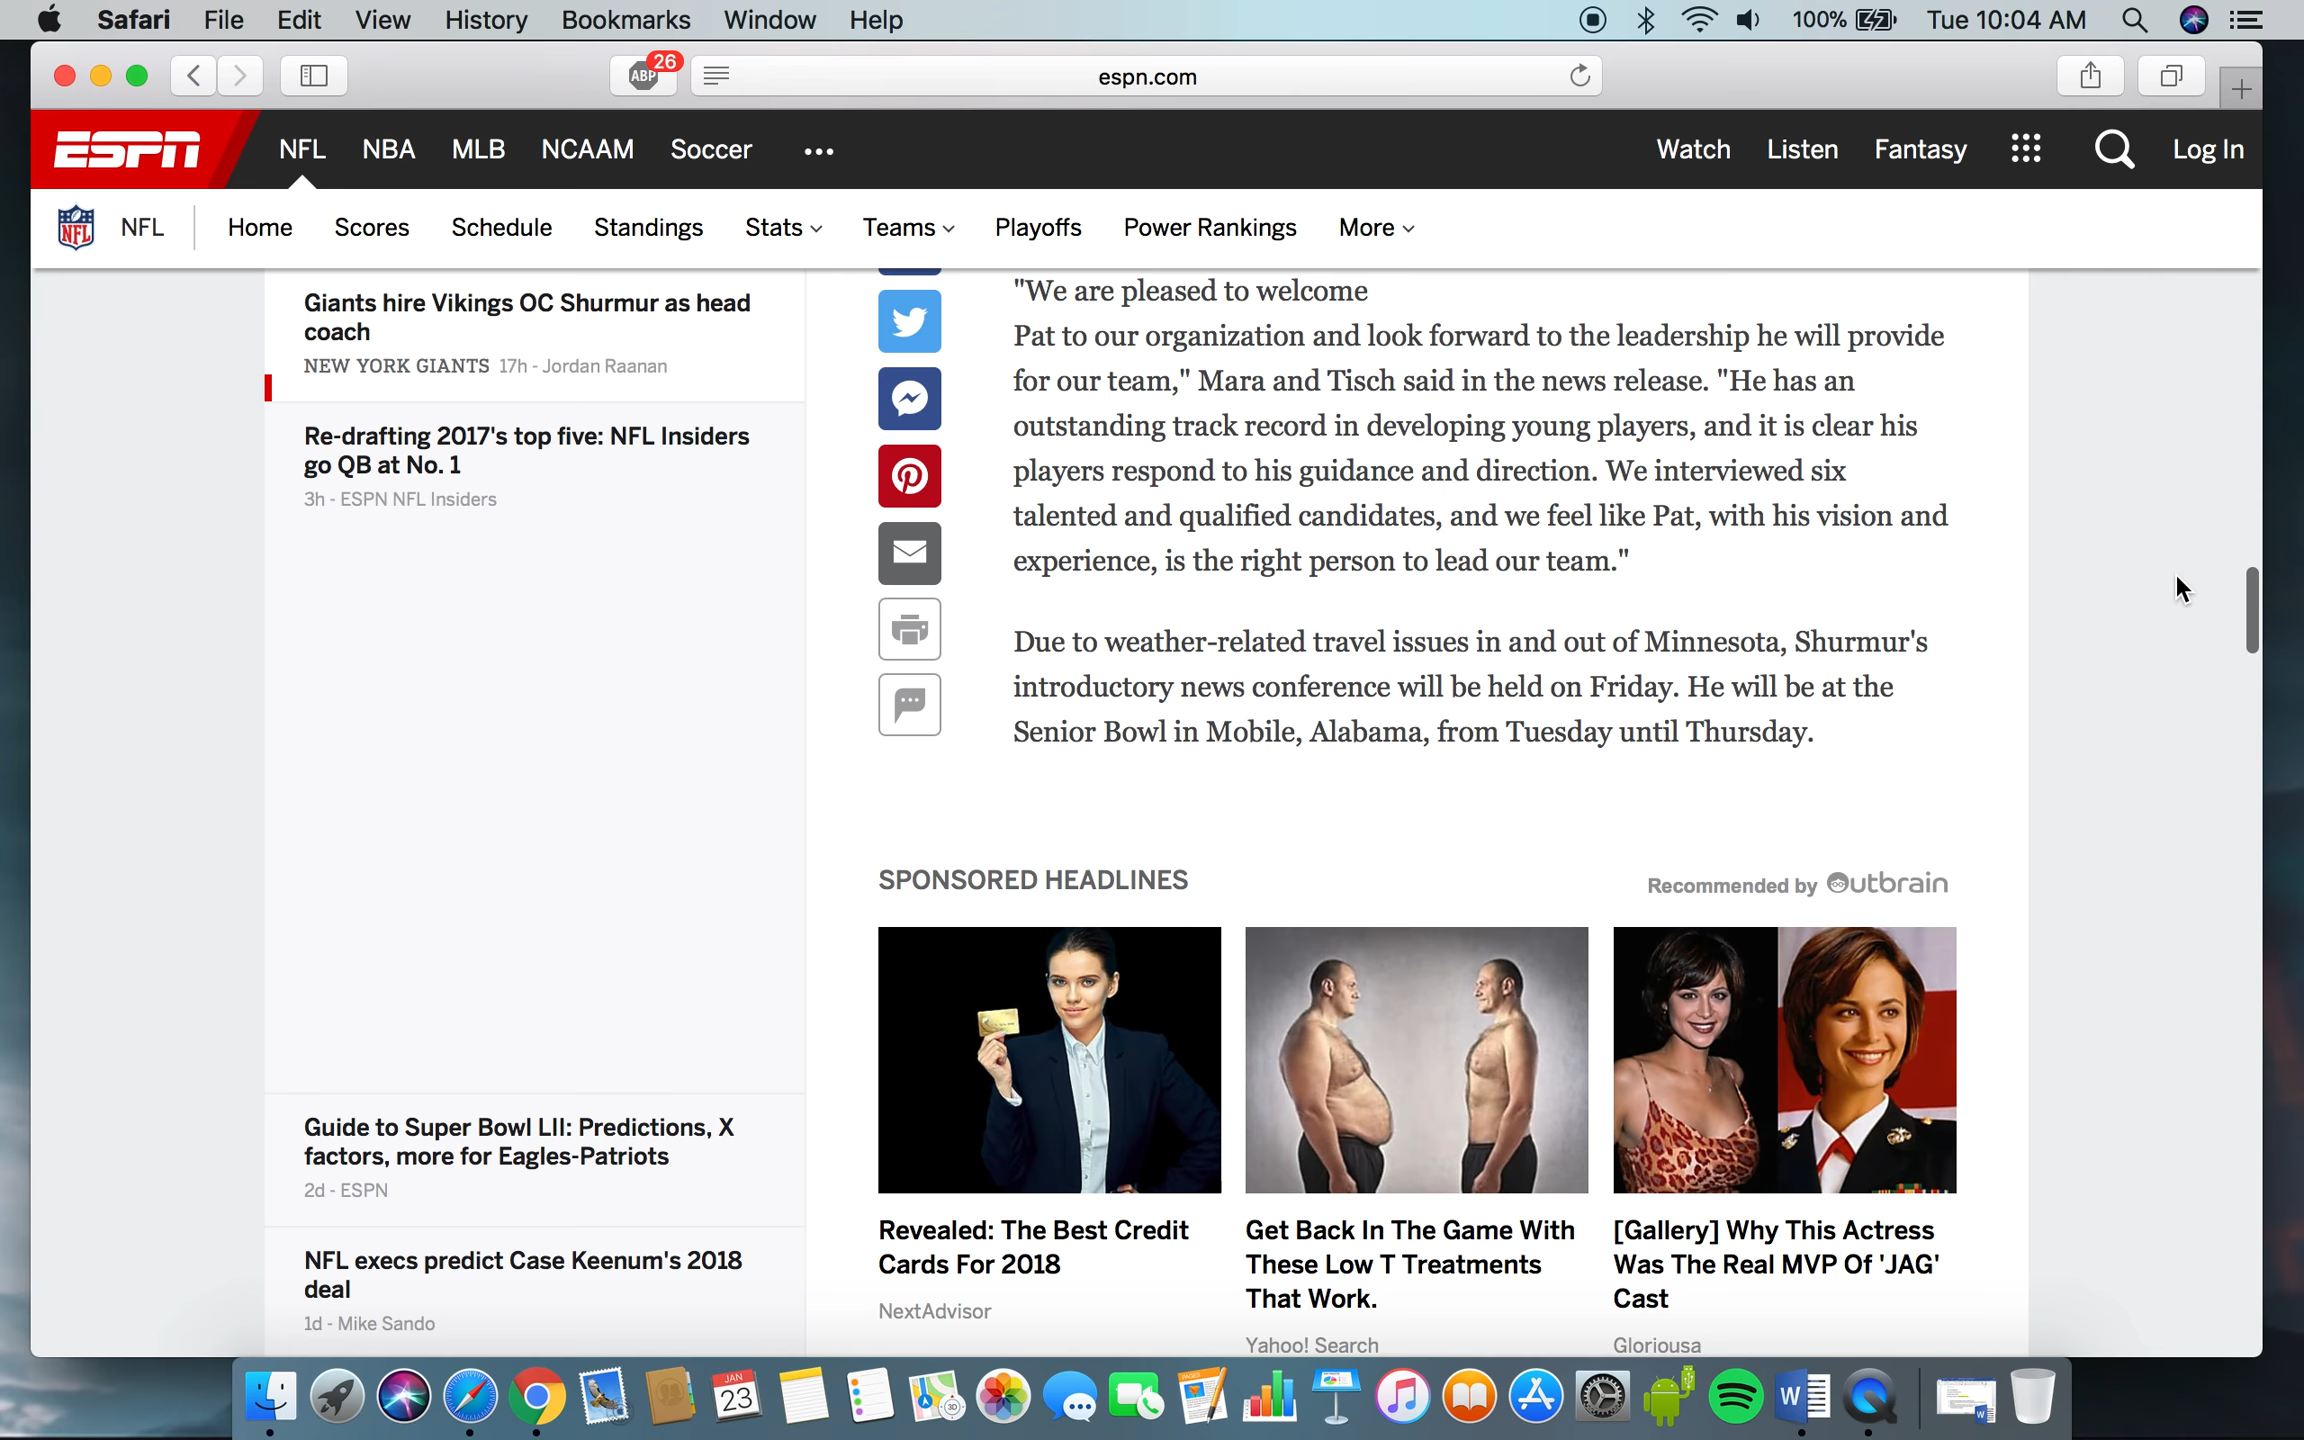 Safari File Edit View History Bookmarks Window Help 100% Tue 10:04 AM
ABP 26 espn.com
ESPN NFL NBA MLB NCAAM Soccer ••• Watch Listen Fantasy Log In
NFL NFL Home Scores Schedule Standings Stats Teams Playoffs Power Rankings More
Giants hire Vikings OC Shurmur as head
coach
NEW YORK GIANTS 17h - Jordan Raanan
Re-drafting 2017's top five: NFL Insiders
go QB at No. 1
3h - ESPN NFL Insiders
Guide to Super Bowl LII: Predictions, X
factors, more for Eagles-Patriots
2d - ESPN
NFL execs predict Case Keenum's 2018
deal
1d - Mike Sando
"We are pleased to welcome
Pat to our organization and look forward to the leadership he will provide
for our team," Mara and Tisch said in the news release. "He has an
outstanding track record in developing young players, and it is clear his
players respond to his guidance and direction. We interviewed six
talented and qualified candidates, and we feel like Pat, with his vision and
experience, is the right person to lead our team."
Due to weather-related travel issues in and out of Minnesota, Shurmur's
introductory news conference will be held on Friday. He will be at the
Senior Bowl in Mobile, Alabama, from Tuesday until Thursday.
SPONSORED HEADLINES
Recommended by Outbrain
Revealed: The Best Credit
Cards For 2018
NextAdvisor
Get Back In The Game With
These Low T Treatments
That Work.
Yahoo! Search
[Gallery] Why This Actress
Was The Real MVP Of 'JAG'
Cast
Gloriousa
JAN
23
3D
PAGES
W
W